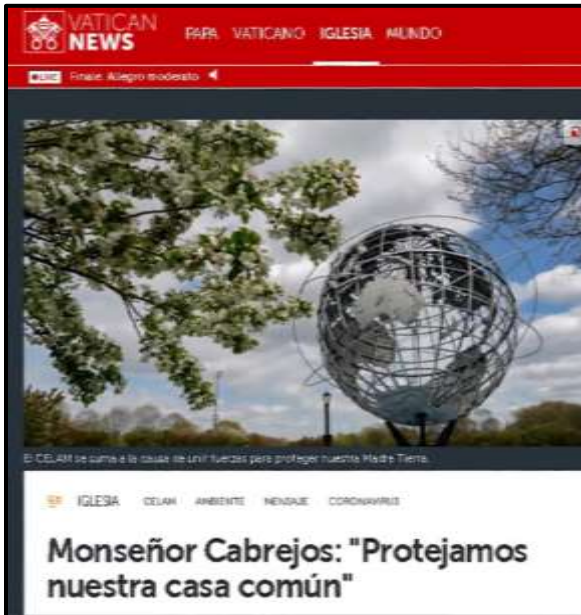 VATICAN
NEWS
PAPA VATICANO IGLESIA MUNDO
LIVE Finale: Allegro moderato
El CELAM se suma a la causa de unir fuerzas para proteger nuestra Madre Tierra.
IGLESIA CELAM AMBIENTE MENSAJE CORONAVIRUS
Monseñor Cabrejos: "Protejamos
nuestra casa común"